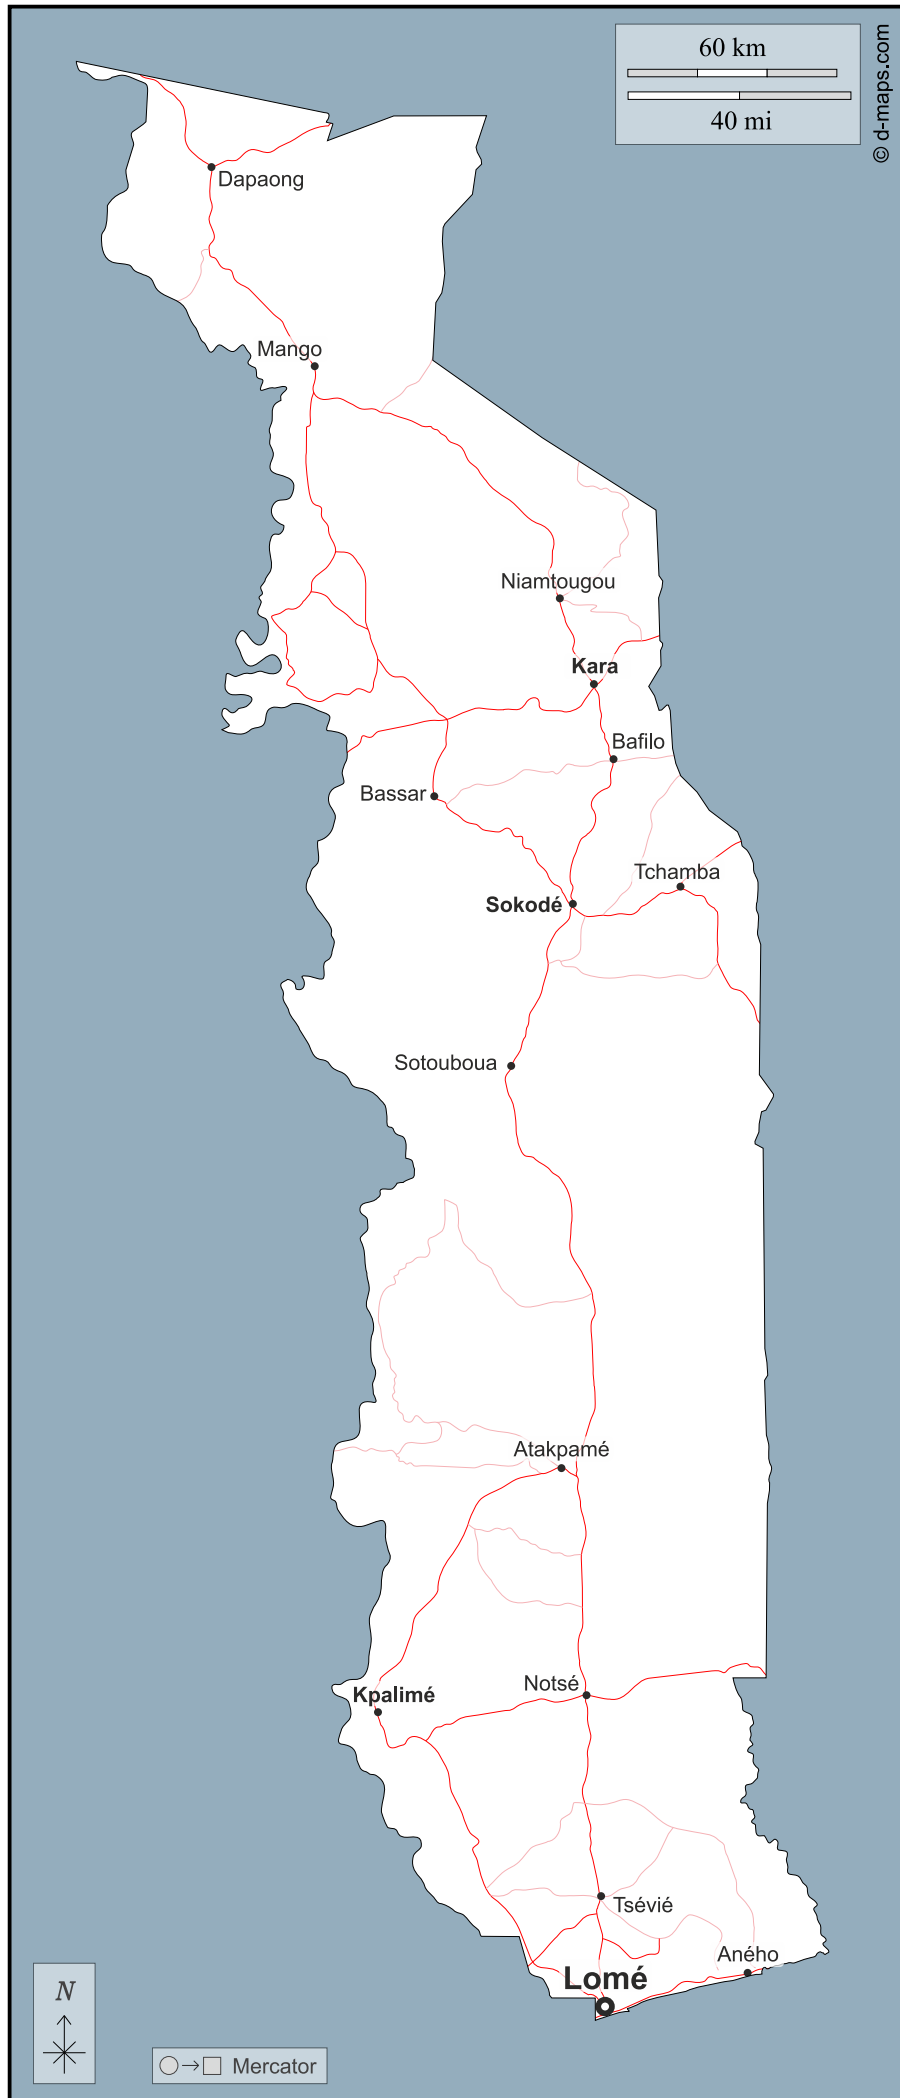 60 km
40 mi
© d-maps.com
Dapaong
Mango
Niamtougou
Kara
Bafilo
Bassar
Tchamba
Sokodé
Sotouboua
Atakpamé
Notsé
Kpalimé
Tsévié
Aného
Lomé
N
Mercator